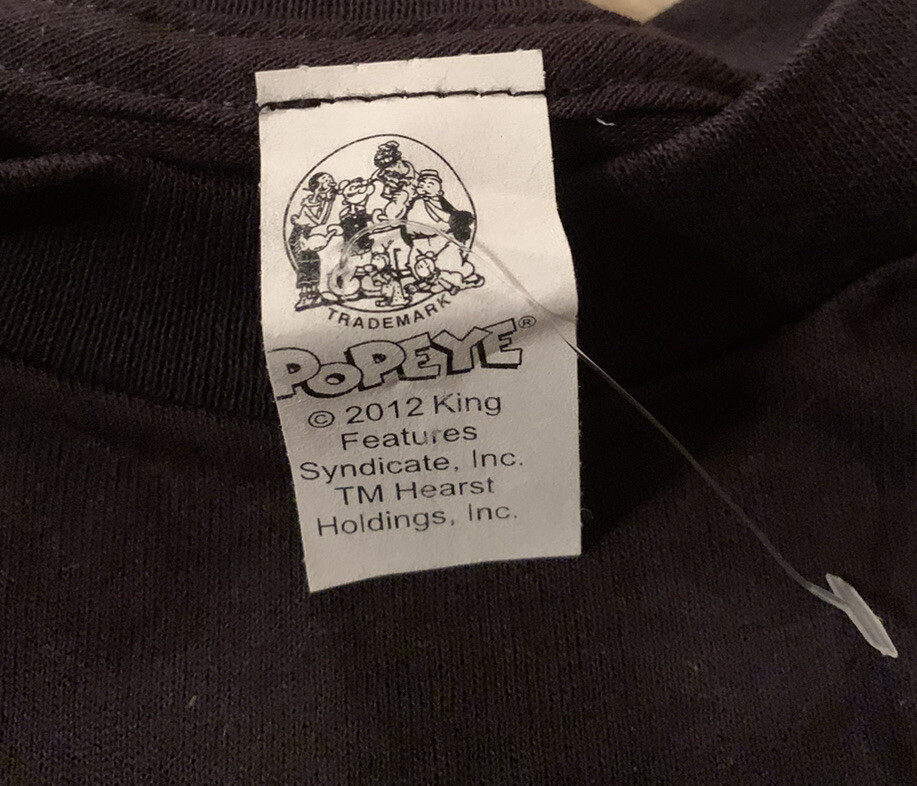 TRADEMARK
POPEYE®
© 2012 King
Features
Syndicate, Inc.
TM Hearst
Holdings, Inc.